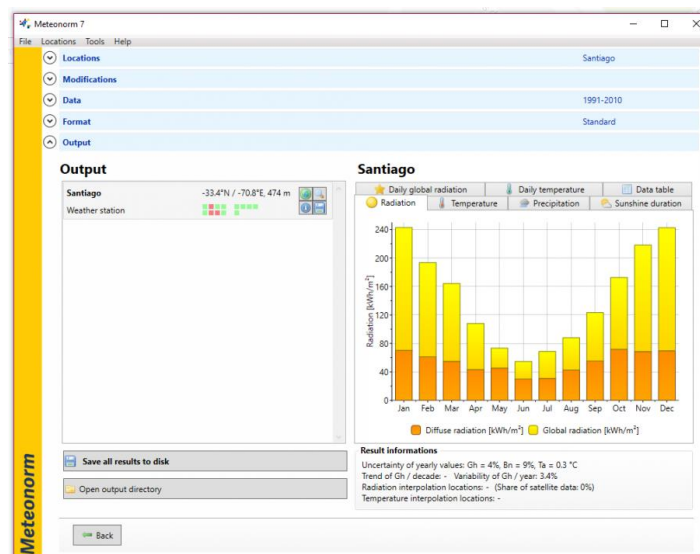 Meteonorm 7
File Locations Tools Help
Locations Santiago
Modifications
Data 1991-2010
Format Standard
Output
Output
Santiago -33.4°N / -70.8°E, 474 m
Weather station
Save all results to disk
Open output directory
Back
Meteonorm
Santiago
Daily global radiation Daily temperature Data table
Radiation Temperature Precipitation Sunshine duration
Radiation [kWh/m²]
240
200
160
120
80
40
0
Jan Feb Mar Apr May Jun Jul Aug Sep Oct Nov Dec
Diffuse radiation [kWh/m²] Global radiation [kWh/m²]
Result informations
Uncertainty of yearly values: Gh = 4%, Bn = 9%, Ta = 0.3 °C
Trend of Gh / decade: - Variability of Gh / year: 3.4%
Radiation interpolation locations: - (Share of satellite data: 0%)
Temperature interpolation locations: -